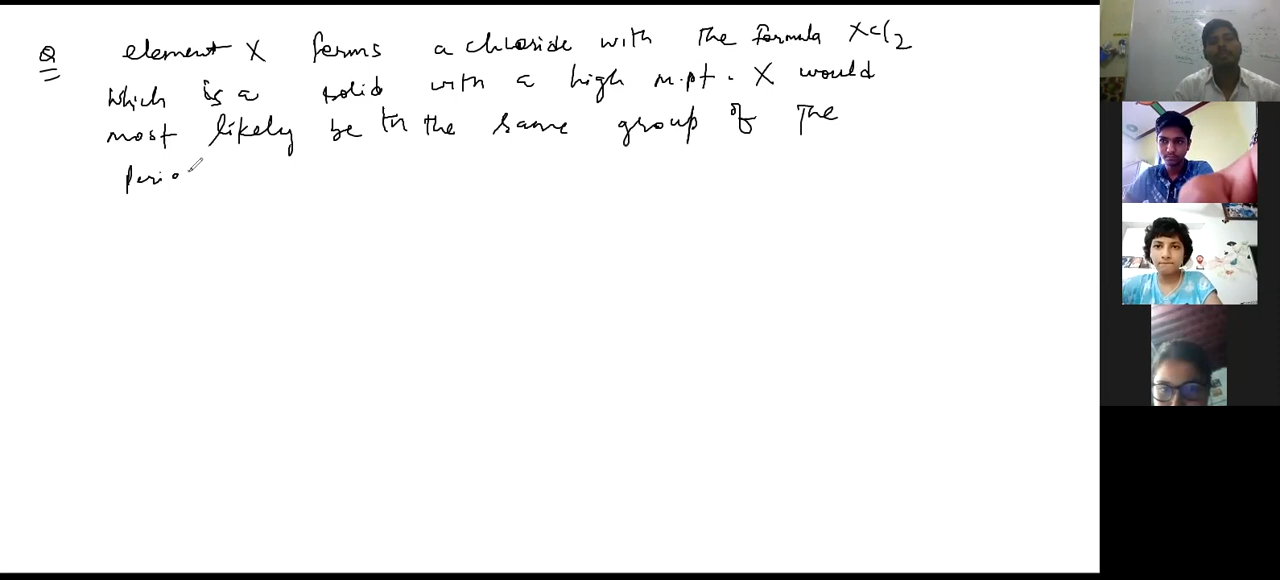 Q element X forms a chloride with the formula XCl2
which is a solid with a high m.pt. X would
most likely be in the same group of the
perio